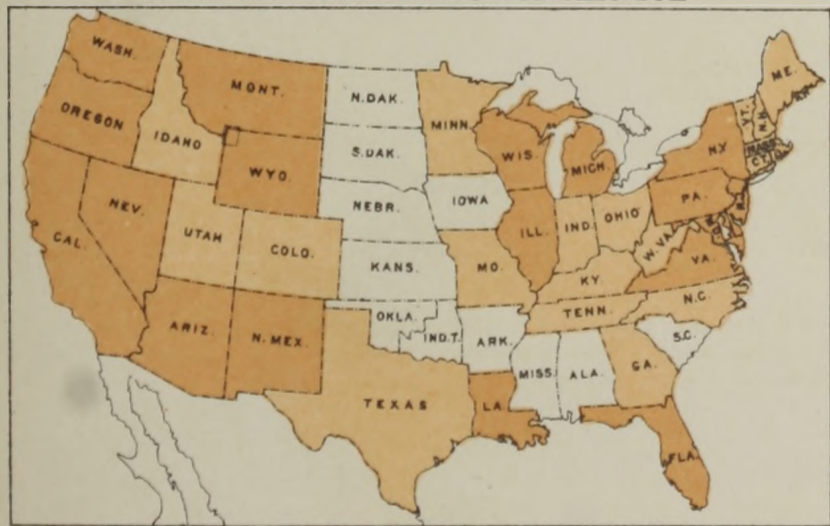 WASH.
MONT.
N.DAK.
MINN.
ME.
VT.
N.H.
OREGON
IDAHO
S.DAK.
WIS.
MICH.
N.Y.
MASS.
CT.
WYO.
NEBR.
IOWA
PA.
NEV.
UTAH
COLO.
ILL.
IND.
OHIO
W.VA.
VA.
CAL.
KANS.
MO.
KY.
N.C.
TENN.
ARIZ.
N.MEX.
OKLA.
IND.T.
ARK.
S.C.
MISS.
ALA.
GA.
TEXAS
LA.
FLA.